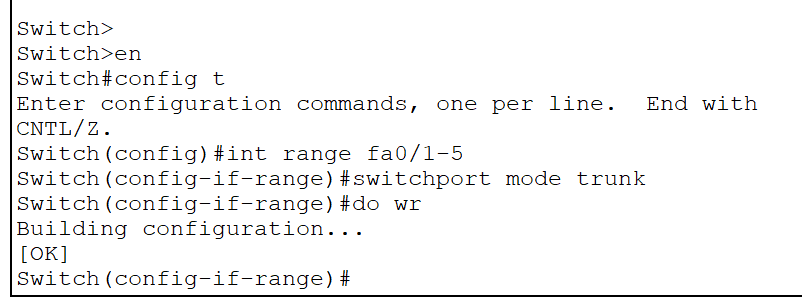 Switch>
Switch>en
Switch#config t
Enter configuration commands, one per line.  End with
CNTL/Z.
Switch(config)#int range fa0/1-5
Switch(config-if-range)#switchport mode trunk
Switch(config-if-range)#do wr
Building configuration...
[OK]
Switch(config-if-range)#